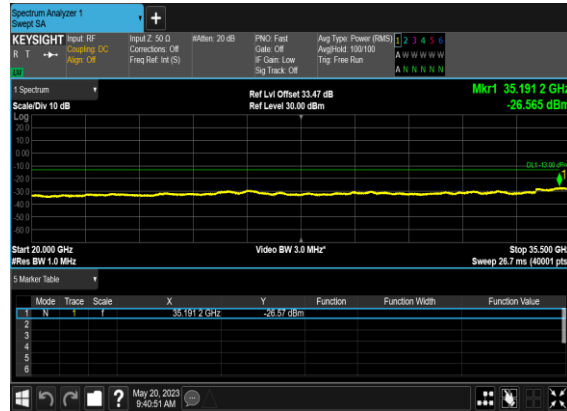 Spectrum Analyzer 1
Swept SA
+
KEYSIGHT Input: RF Input Z: 50 Ω #Atten: 20 dB PNO: Fast Avg Type: Power (RMS) 1 2 3 4 5 6
R T Coupling: DC Corrections: Off Gate: Off Avg|Hold: 100/100 A W W W W W
Align: Off Freq Ref: Int (S) IF Gain: Low Trig: Free Run
LW Sig Track: Off A N N N N N
1 Spectrum Ref Lvl Offset 33.47 dB Mkr1 35.191 2 GHz
Scale/Div 10 dB Ref Level 30.00 dBm -26.565 dBm
Log
20.0
10.0
0.00
-10.0
DL1 -13.00 dBm
-20.0
1
-30.0
-40.0
-50.0
-60.0
Start 20.000 GHz Video BW 3.0 MHz* Stop 35.500 GHz
#Res BW 1.0 MHz Sweep 26.7 ms (40001 pts
5 Marker Table
Mode Trace Scale X Y Function Function Width Function Value
1 N 1 f 35.191 2 GHz -26.57 dBm
2
3
4
5
6
? May 20, 2023
9:40:51 AM